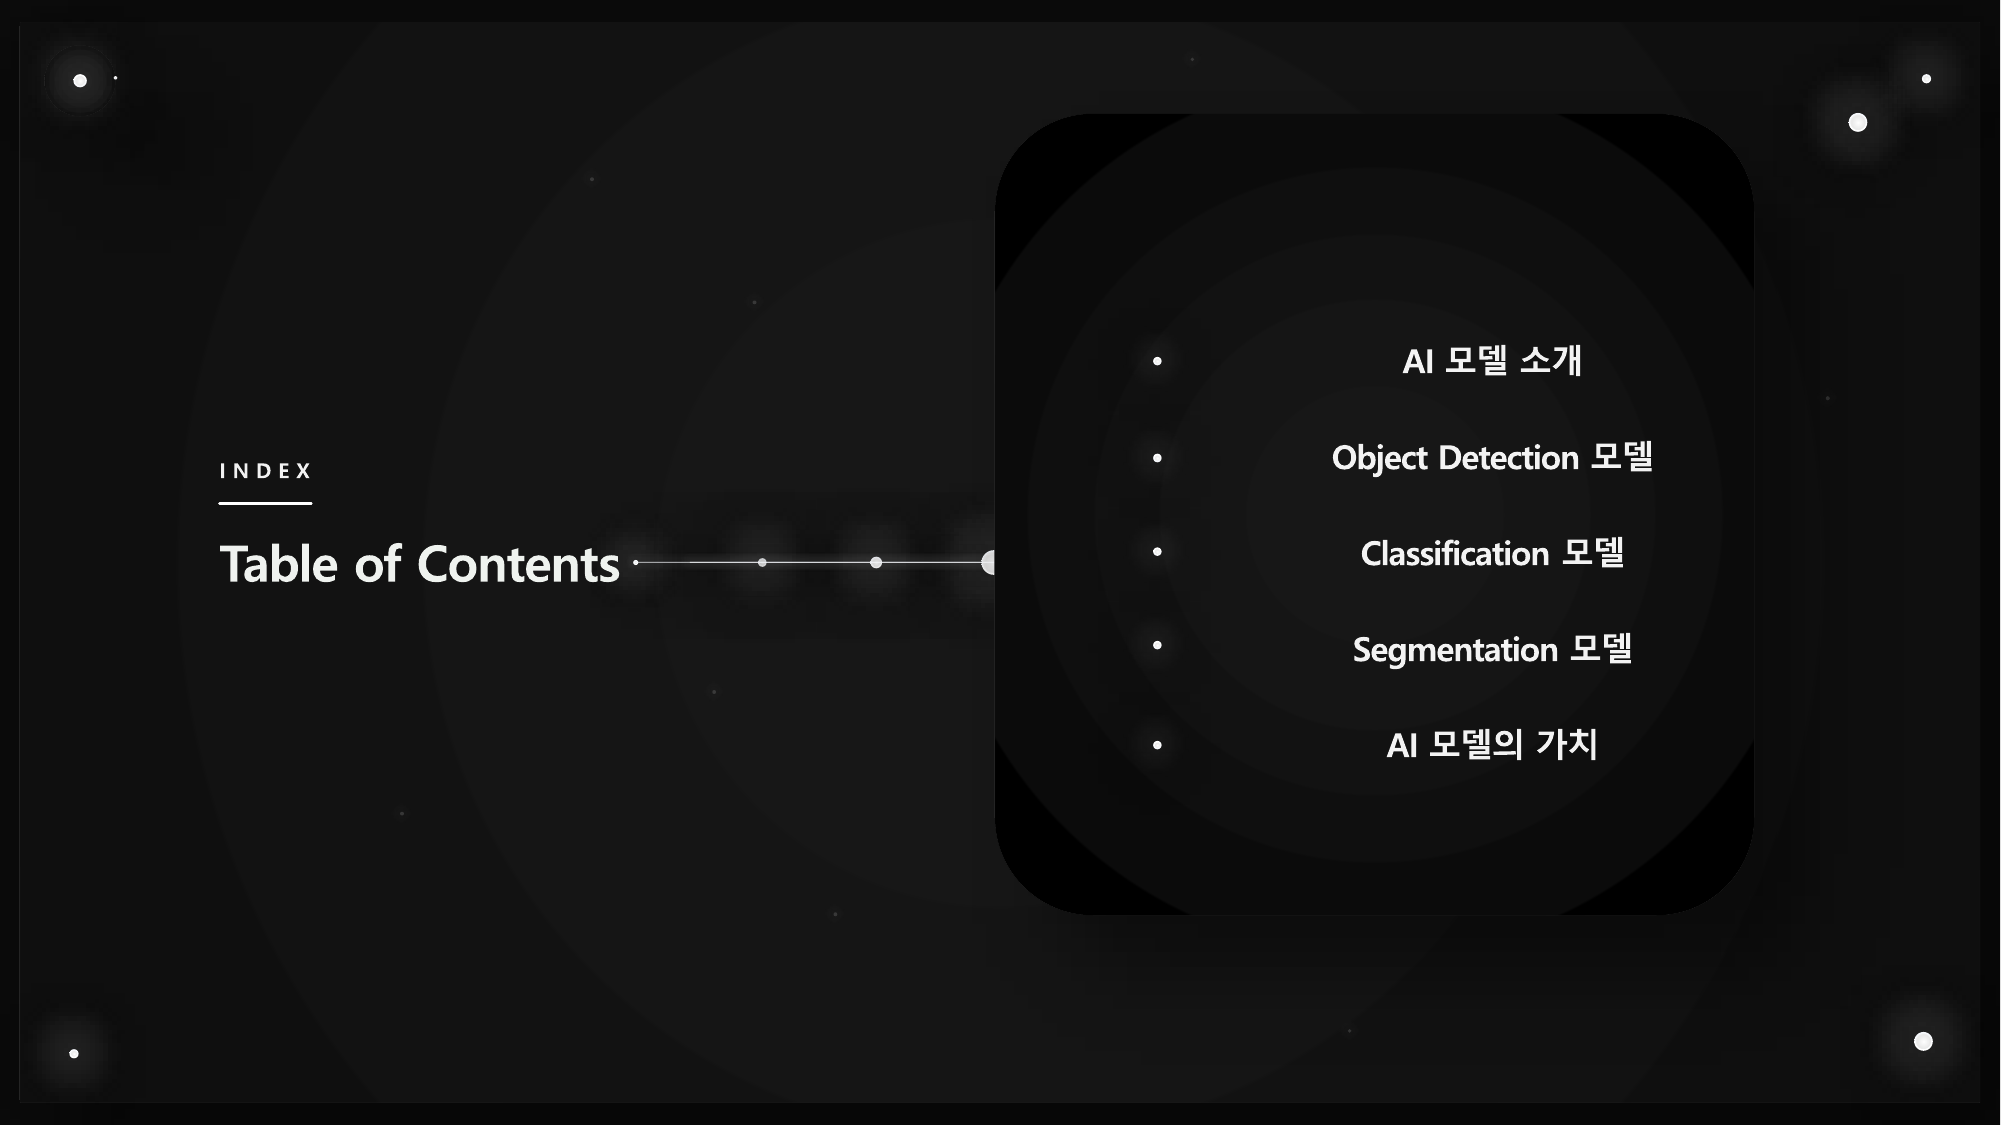 INDEX
Table of Contents
AI 모델 소개
Object Detection 모델
Classification 모델
Segmentation 모델
AI 모델의 가치